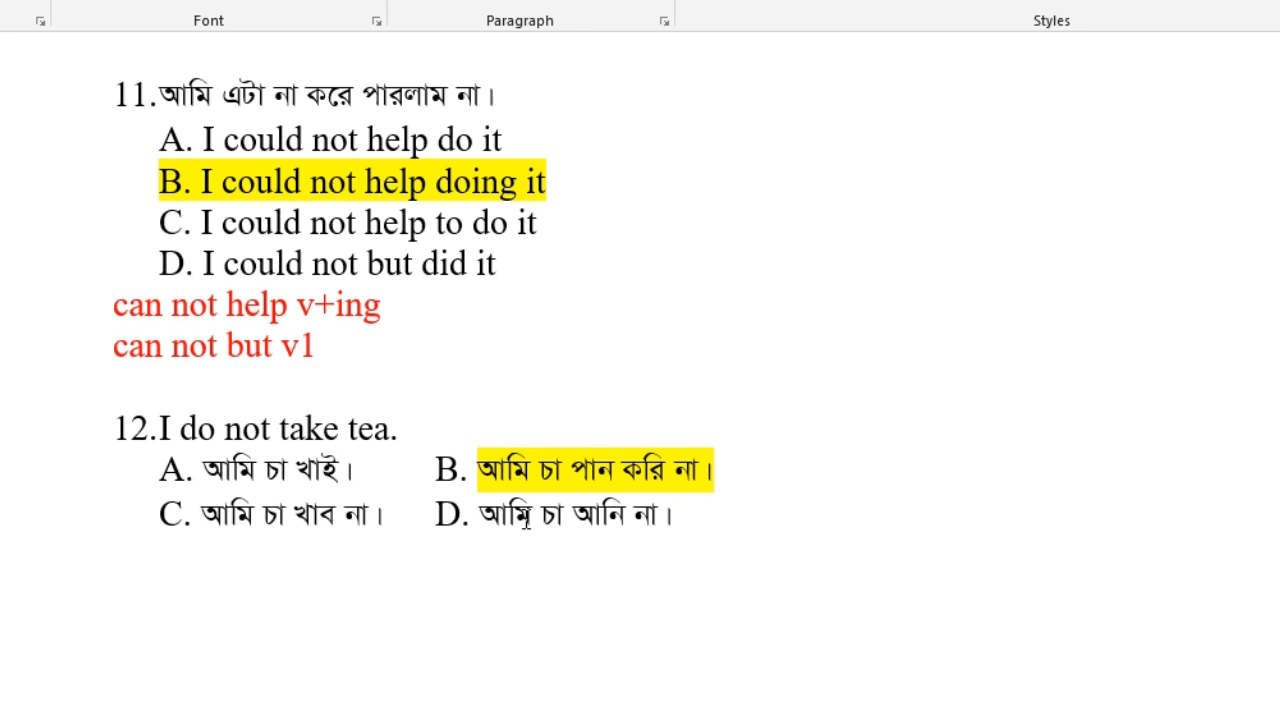 Font Paragraph Styles
11.আমি এটা না করে পারলাম না।
A. I could not help do it
B. I could not help doing it
C. I could not help to do it
D. I could not but did it
can not help v+ing
can not but v1
12.I do not take tea.
A. আমি চা খাই। B. আমি চা পান করি না।
C. আমি চা খাব না। D. আমি চা আনি না।